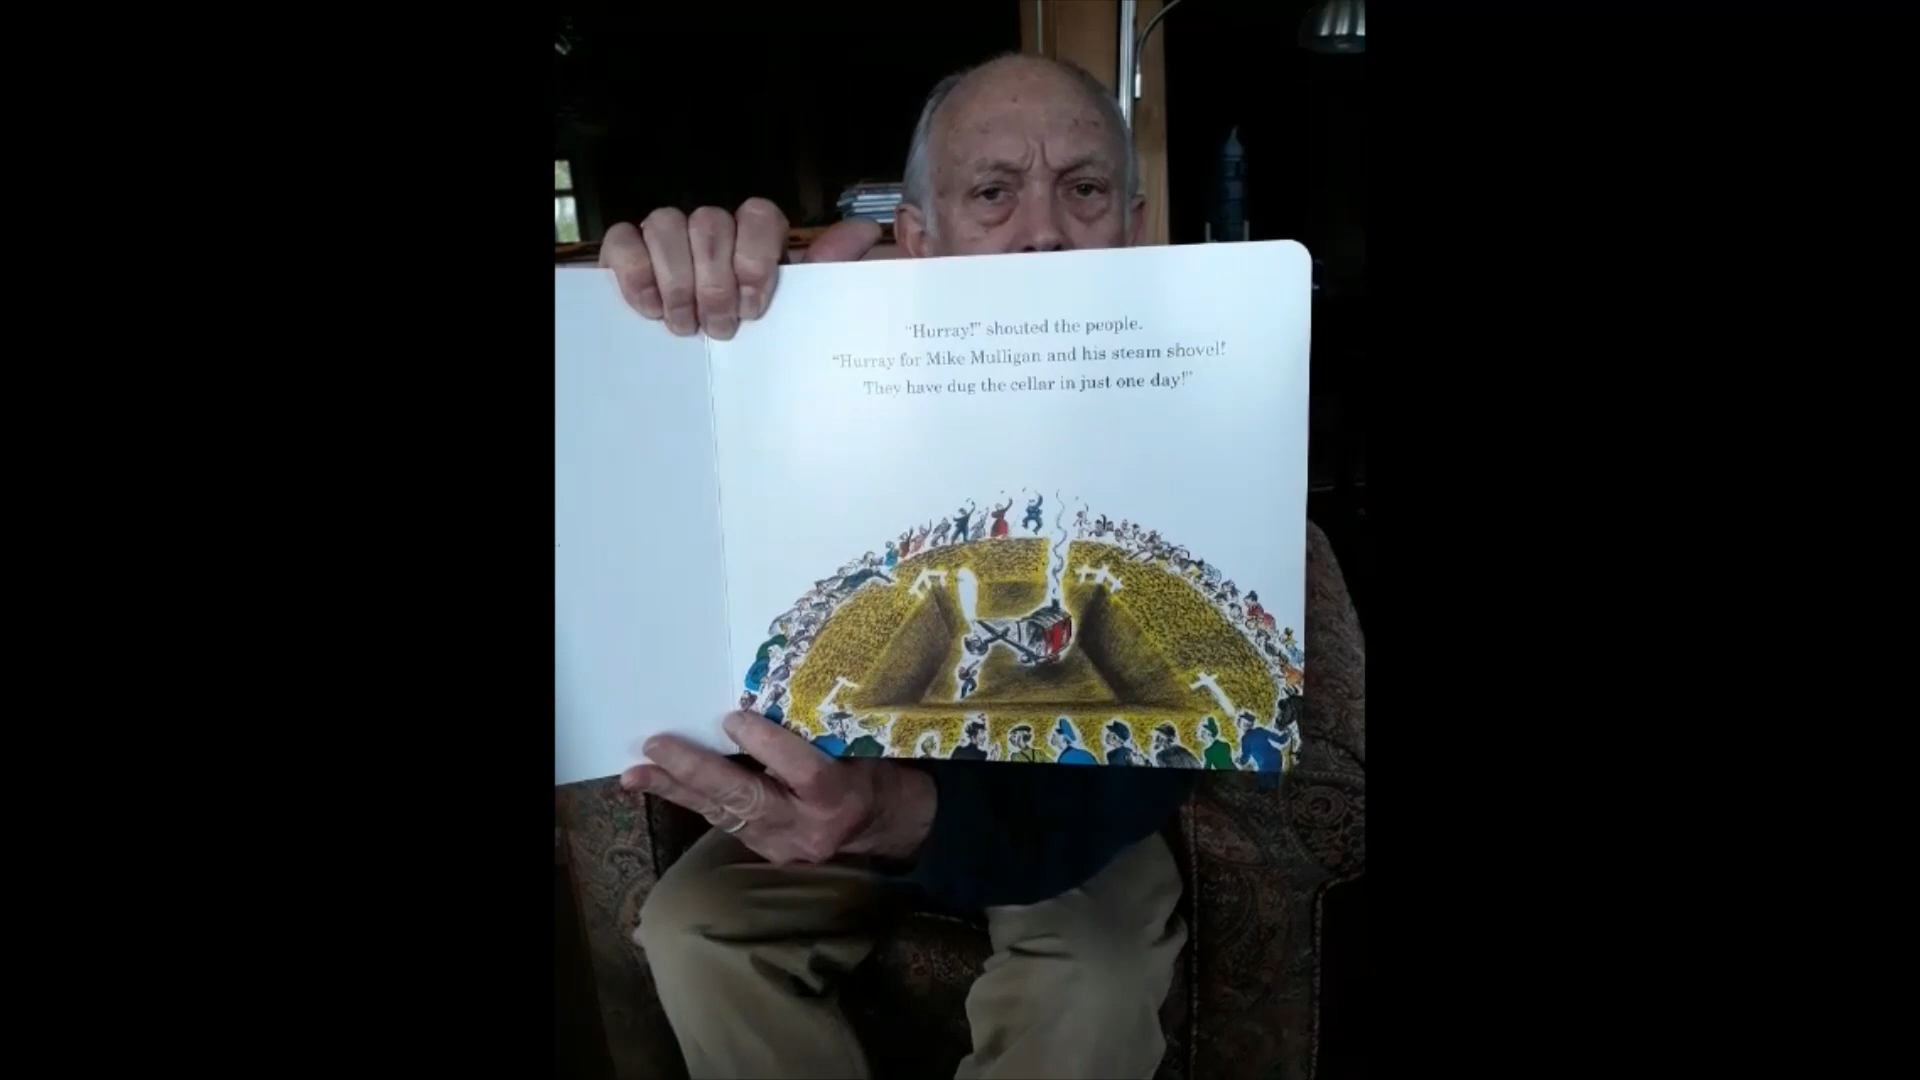 "Hurray!" shouted the people.
"Hurray for Mike Mulligan and his steam shovel!
They have dug the cellar in just one day!"